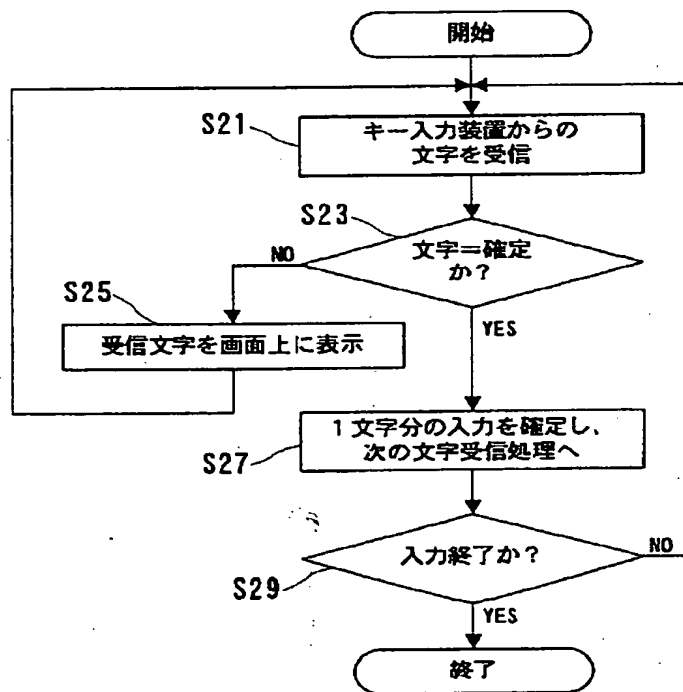 開始
S21
キー入力装置からの
文字を受信
S23
文字＝確定
か？
NO
YES
S25
受信文字を画面上に表示
S27
1文字分の入力を確定し、
次の文字受信処理へ
S29
入力終了か？
NO
YES
終了